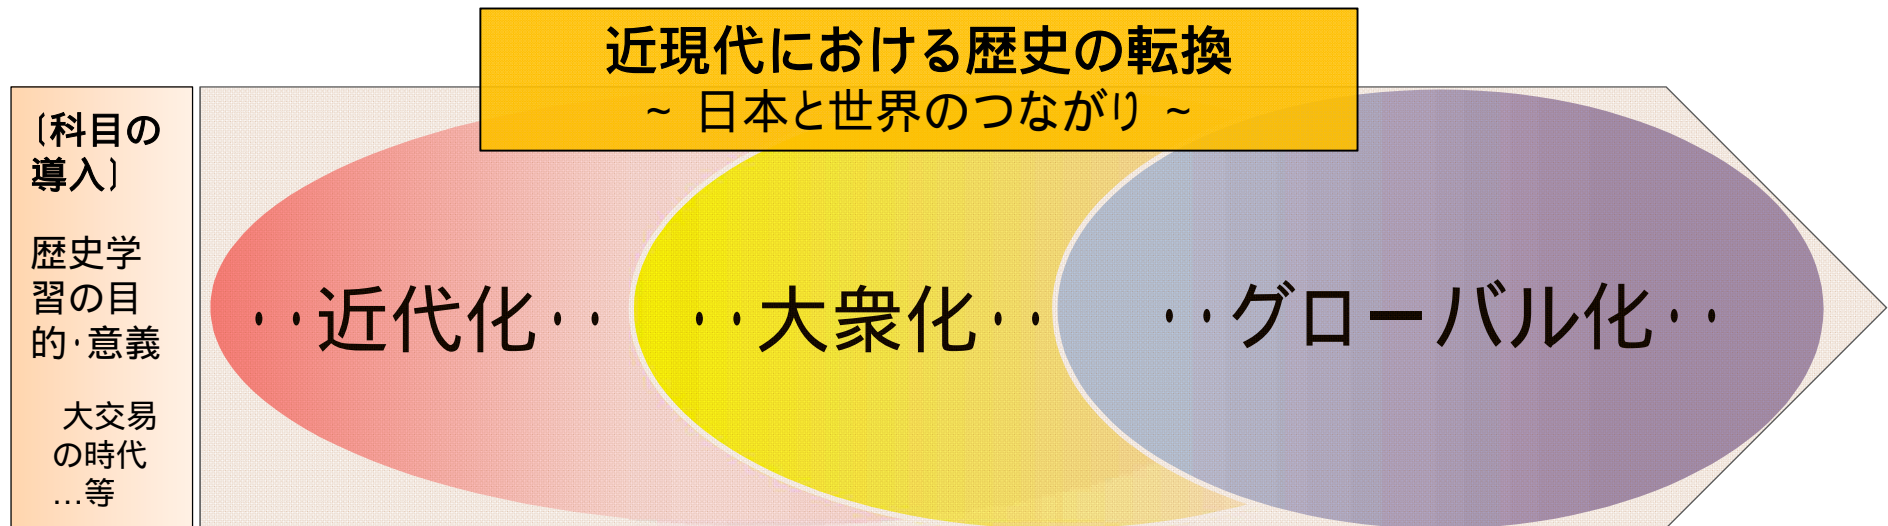 近現代における歴史の転換
~ 日本と世界のつながり ~
〔科目の
導入〕
歴史学
習の目
的・意義
大交易
の時代
…等
・・近代化・・
・・大衆化・・
・・グローバル化・・